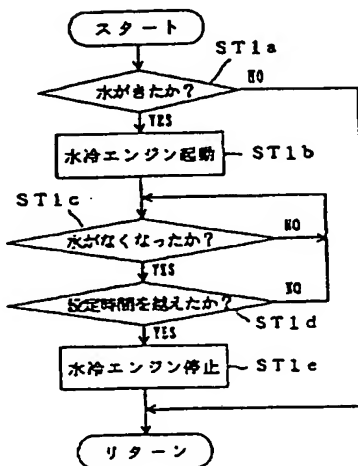 スタート
ST1a
水がきたか？
NO
YES
水冷エンジン起動
ST1b
ST1c
水がなくなったか？
NO
YES
設定時間を越えたか？
NO
ST1d
YES
水冷エンジン停止
ST1e
リターン